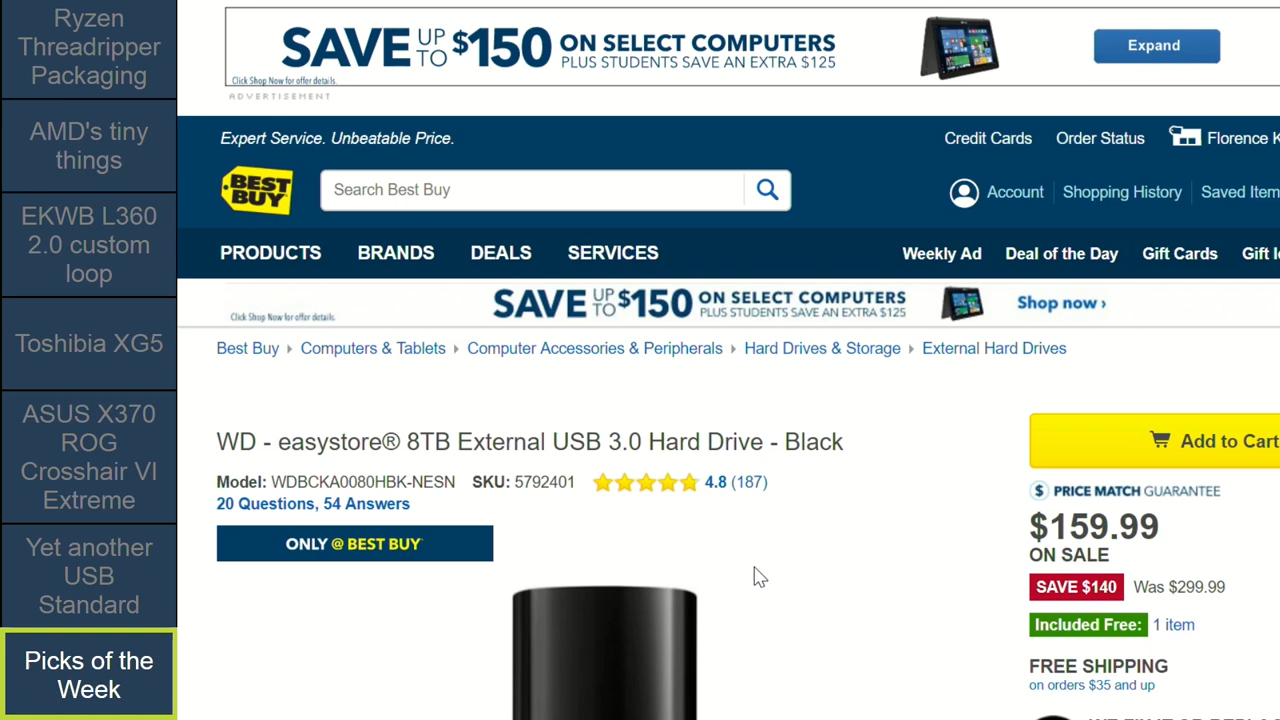 Ryzen
Threadripper
Packaging
AMD's tiny
things
EKWB L360
2.0 custom
loop
Toshibia XG5
ASUS X370
ROG
Crosshair VI
Extreme
Yet another
USB
Standard
Picks of the
Week
SAVE UP TO $150 ON SELECT COMPUTERS
PLUS STUDENTS SAVE AN EXTRA $125
Click Shop Now for offer details.
Expand
ADVERTISEMENT
Expert Service. Unbeatable Price.
Credit Cards Order Status Florence K
BEST BUY
Search Best Buy
Account Shopping History Saved Item
PRODUCTS BRANDS DEALS SERVICES
Weekly Ad Deal of the Day Gift Cards Gift I
Click Shop Now for offer details.
SAVE UP TO $150 ON SELECT COMPUTERS
PLUS STUDENTS SAVE AN EXTRA $125
Shop now ›
Best Buy Computers & Tablets Computer Accessories & Peripherals Hard Drives & Storage External Hard Drives
WD - easystore® 8TB External USB 3.0 Hard Drive - Black
Model: WDBCKA0080HBK-NESN SKU: 5792401 4.8 (187)
20 Questions, 54 Answers
ONLY @ BEST BUY
Add to Cart
PRICE MATCH GUARANTEE
$159.99
ON SALE
SAVE $140 Was $299.99
Included Free: 1 item
FREE SHIPPING
on orders $35 and up